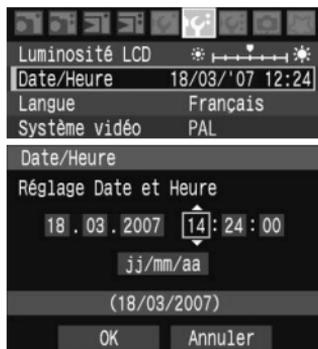 Luminosité LCD
Date/Heure 18/03/'07 12:24
Langue Français
Système vidéo PAL
Date/Heure
Réglage Date et Heure
18 . 03 . 2007 14 : 24 : 00
jj/mm/aa
(18/03/2007)
OK Annuler